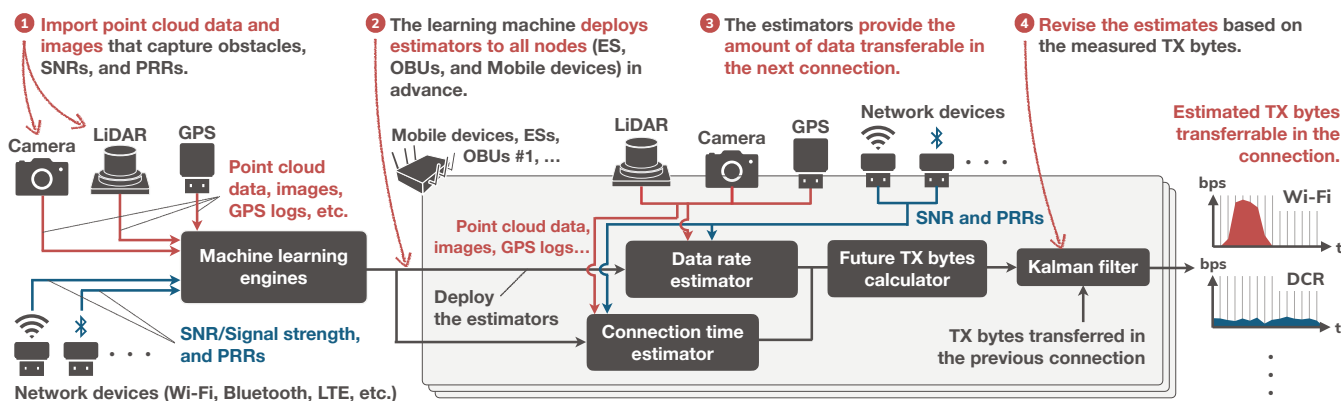 1 Import point cloud data and
images that capture obstacles,
SNRs, and PRRs.
2 The learning machine deploys
estimators to all nodes (ES,
OBUs, and Mobile devices) in
advance.
3 The estimators provide the
amount of data transferable in
the next connection.
4 Revise the estimates based on
the measured TX bytes.
Camera
LiDAR
GPS
Point cloud
data, images,
GPS logs, etc.
Machine learning
engines
SNR/Signal strength,
and PRRs
Network devices (Wi-Fi, Bluetooth, LTE, etc.)
Mobile devices, ESs,
OBUs #1, ...
Deploy
the estimators
LiDAR
Camera
GPS
Network devices
Point cloud data,
images, GPS logs...
SNR and PRRs
Data rate
estimator
Connection time
estimator
Future TX bytes
calculator
Kalman filter
TX bytes transferred in
the previous connection
Estimated TX bytes
transferrable in the
connection.
bps
Wi-Fi
t
bps
DCR
t